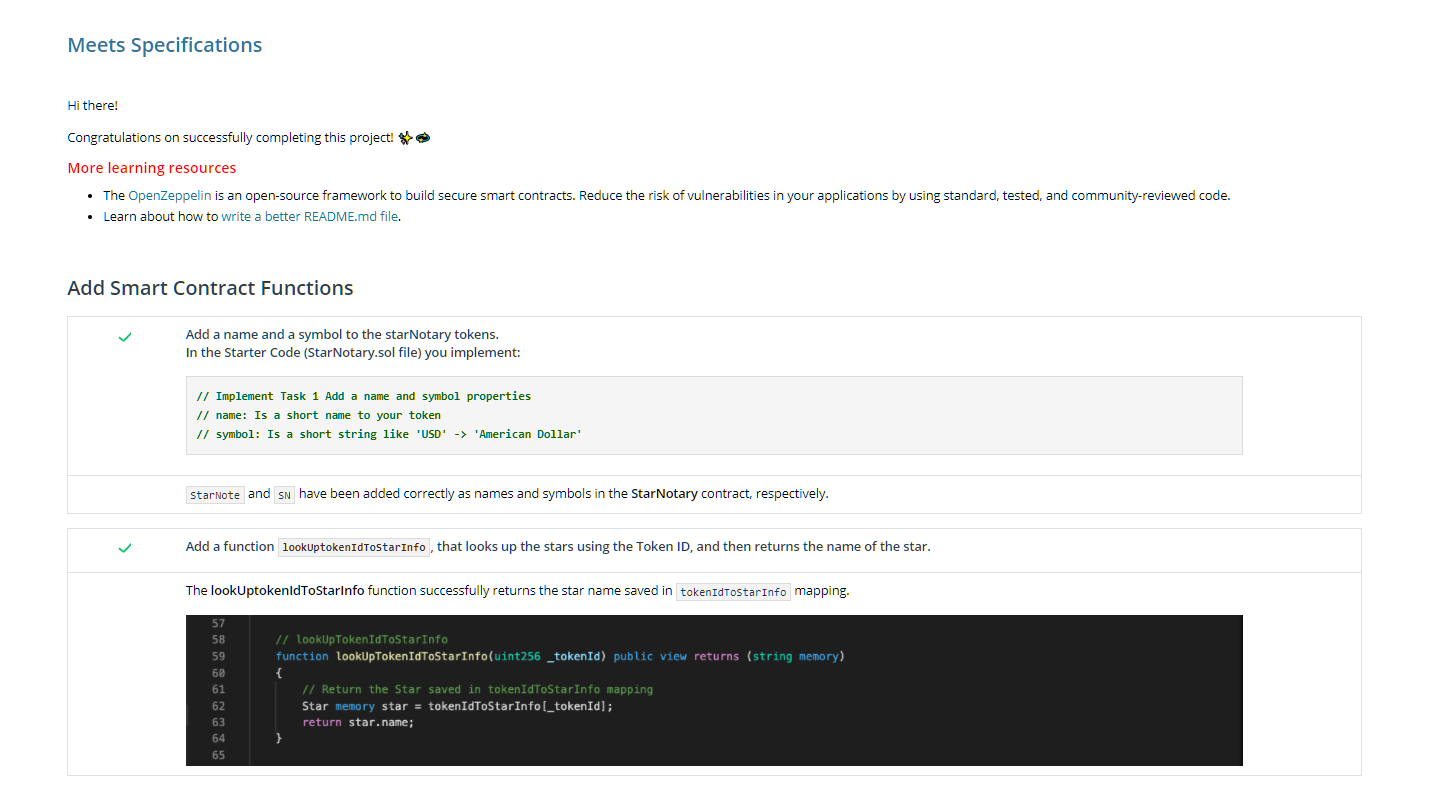 Meets Specifications
Hi there!
Congratulations on successfully completing this project!
More learning resources
• The OpenZeppelin is an open-source framework to build secure smart contracts. Reduce the risk of vulnerabilities in your applications by using standard, tested, and community-reviewed code.
• Learn about how to write a better README.md file.
Add Smart Contract Functions
Add a name and a symbol to the starNotary tokens.
In the Starter Code (StarNotary.sol file) you implement:
// Implement Task 1 Add a name and symbol properties
// name: Is a short name to your token
// symbol: Is a short string like 'USD' -> 'American Dollar'
StarNote and SN have been added correctly as names and symbols in the StarNotary contract, respectively.
Add a function lookUptokenIdToStarInfo, that looks up the stars using the Token ID, and then returns the name of the star.
The lookUptokenIdToStarInfo function successfully returns the star name saved in tokenIdToStarInfo mapping.
57
58 // lookUpTokenIdToStarInfo
59 function lookUpTokenIdToStarInfo(uint256 _tokenId) public view returns (string memory)
60 {
61 // Return the Star saved in tokenIdToStarInfo mapping
62 Star memory star = tokenIdToStarInfo[_tokenId];
63 return star.name;
64 }
65